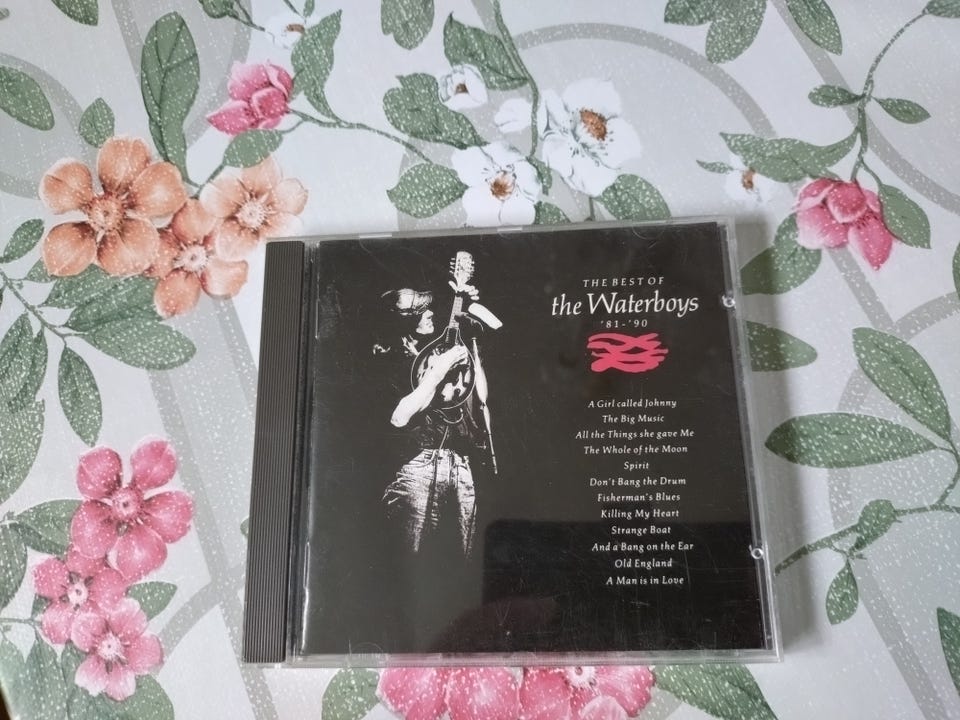 THE BEST OF
the Waterboys
'81-'90
A Girl called Johnny
The Big Music
All the Things she gave Me
The Whole of the Moon
Spirit
Don't Bang the Drum
Fisherman's Blues
Killing My Heart
Strange Boat
And a Bang on the Ear
Old England
A Man is in Love